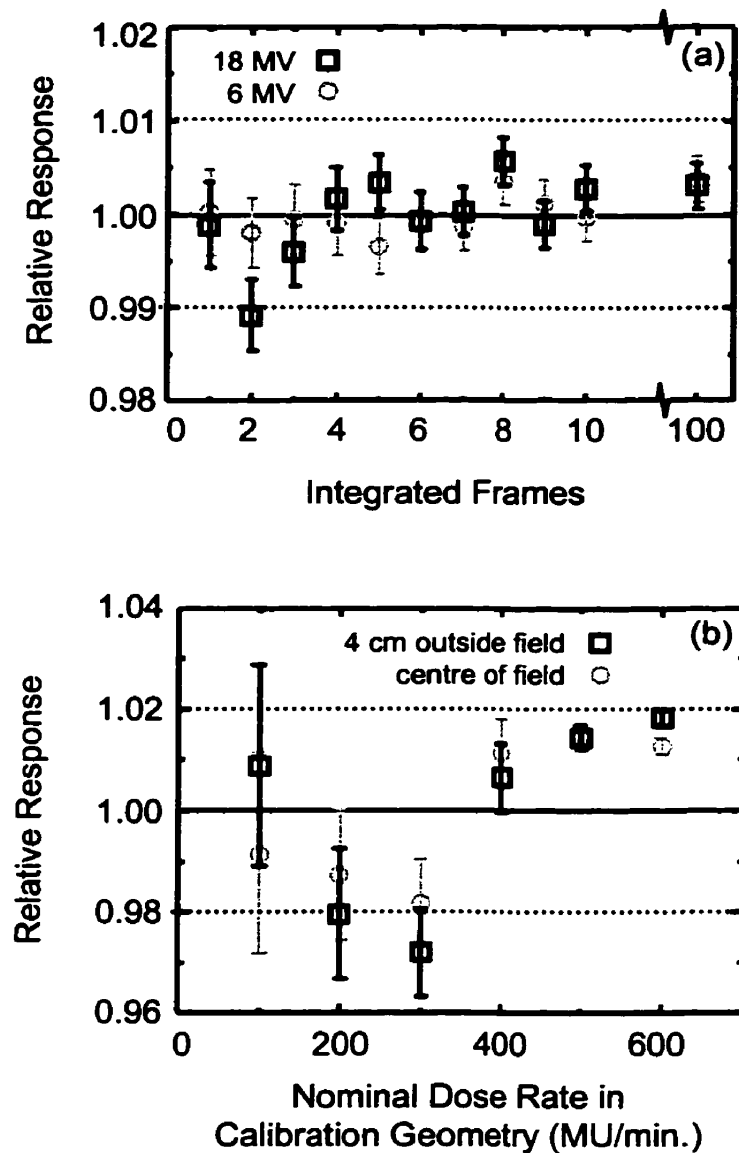 1.02
(a)
18 MV
6 MV
1.01
1.00
0.99
0.98
Relative Response
0 2 4 6 8 10 100
Integrated Frames
1.04
(b)
4 cm outside field
centre of field
1.02
1.00
0.98
0.96
Relative Response
0 200 400 600
Nominal Dose Rate in
Calibration Geometry (MU/min.)